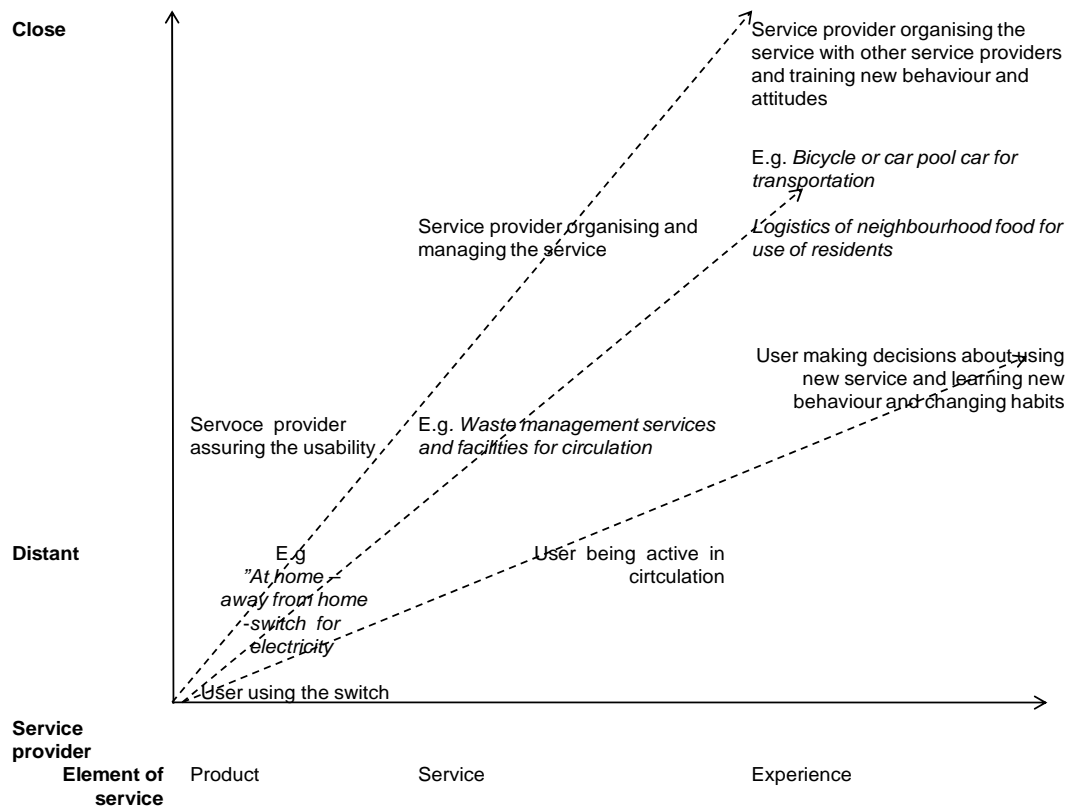 Close
Service provider organising the
service with other service providers
and training new behaviour and
attitudes
E.g. Bicycle or car pool car for
transportation
Service provider organising and
managing the service
Logistics of neighbourhood food for
use of residents
User making decisions about using
new service and learning new
behaviour and changing habits
Servoce provider
assuring the usability
E.g. Waste management services
and facilities for circulation
Distant
E.g
”At home –
away from home
-switch for
electricity
User being active in
cirtculation
User using the switch
Service
provider
Element of
service
Product
Service
Experience